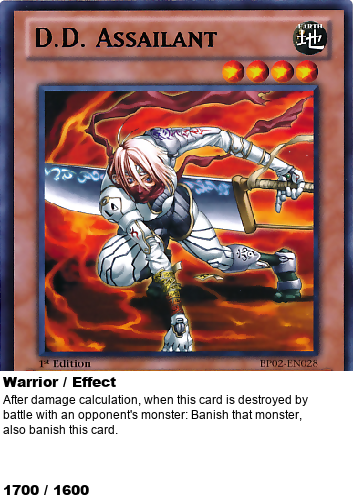 D.D. Assailant
EARTH
地
1st Edition
EP02-EN028
Warrior / Effect
After damage calculation, when this card is destroyed by
battle with an opponent's monster: Banish that monster,
also banish this card.
1700 / 1600